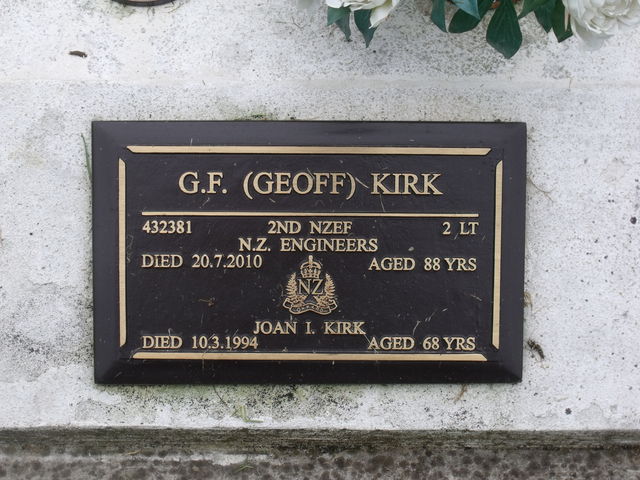 G.F. (GEOFF) KIRK
432381 2ND NZEF 2 LT
N.Z. ENGINEERS
DIED 20.7.2010 AGED 88 YRS
NZ
JOAN I. KIRK
DIED 10.3.1994 AGED 68 YRS